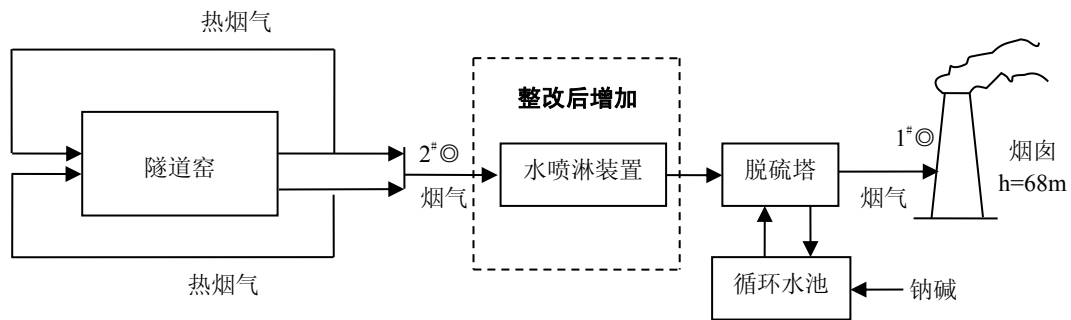 热烟气
整改后增加
隧道窑
2#◎
烟气
水喷淋装置
脱硫塔
1#◎
烟气
烟囱
h=68m
热烟气
循环水池
钠碱